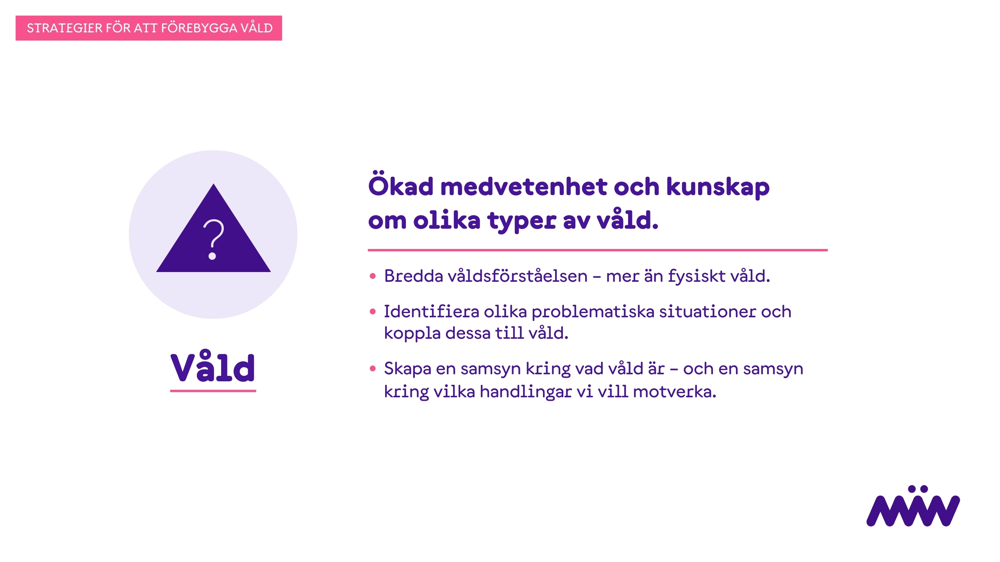 STRATEGIER FÖR ATT FÖREBYGGA VÅLD
?
Våld
Ökad medvetenhet och kunskap
om olika typer av våld.
• Bredda våldsförståelsen – mer än fysiskt våld.
• Identifiera olika problematiska situationer och
koppla dessa till våld.
• Skapa en samsyn kring vad våld är – och en samsyn
kring vilka handlingar vi vill motverka.
MÄN